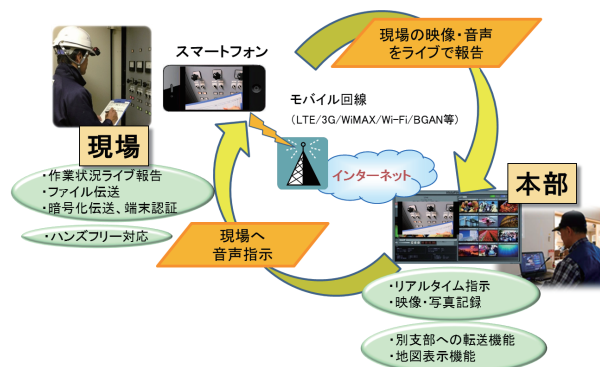 スマートフォン
現場の映像・音声
をライブで報告
モバイル回線
（LTE/3G/WiMAX/Wi-Fi/BGAN等）
現場
インターネット
本部
・作業状況ライブ報告
・ファイル伝送
・暗号化伝送、端末認証
・ハンズフリー対応
現場へ
音声指示
・リアルタイム指示
・映像・写真記録
・別支部への転送機能
・地図表示機能